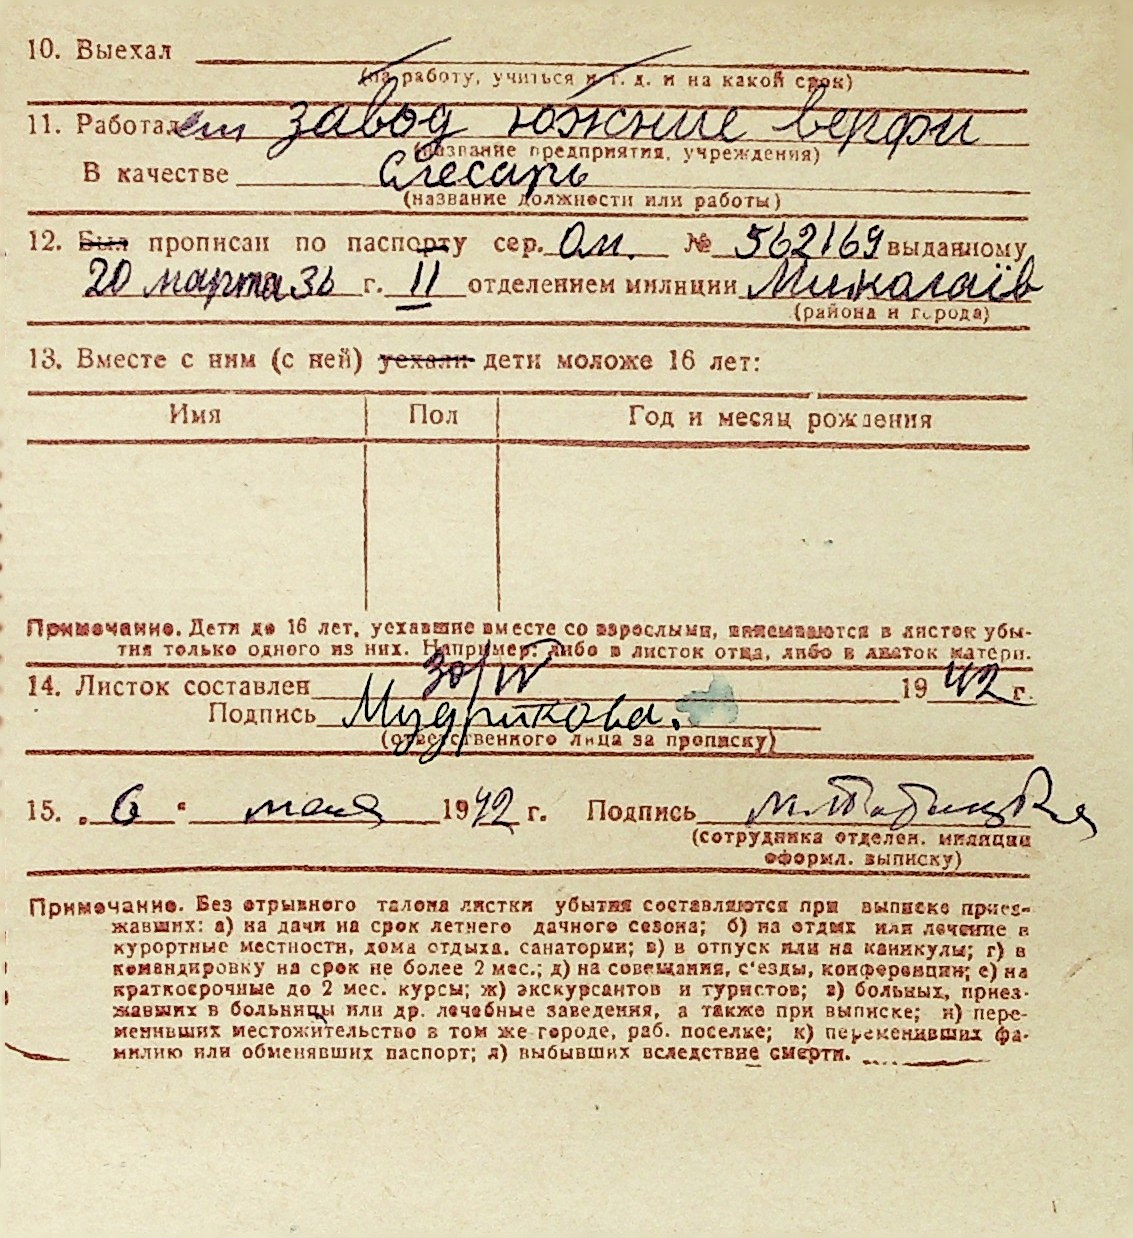 10. Выехал
(на работу, учиться и т. д. и на какой срок)
11. Работает завод южние верфи
(название предприятия, учреждения)
В качестве Слесарь
(название должности или работы)
12. Был прописан по паспорту сер. ОМ. № 562169 выданному
20 марта 36 г. II отделением милиции Миколаїв
(района и города)
13. Вместе с ним (с ней) уехали дети моложе 16 лет:
Имя Пол Год и месяц рождения
Примечание. Дети до 16 лет, уехавшие вместе со взрослыми, вписываются в листок убы-
тия только одного из них. Например: либо в листок отца, либо в листок матери.
14. Листок составлен 30/IV 1942 г.
Подпись Мудрикова.
(ответственного лица за прописку)
15. „ 6 " мая 1942 г. Подпись
(сотрудника отделен. милиции
оформл. выписку)
Примечание. Без отрывного талона листки убытия составляются при выписке приез-
жавших: а) на дачи на срок летнего дачного сезона; б) на отдых или лечение в
курортные местности, дома отдыха, санатории; в) в отпуск или на каникулы; г) в
командировку на срок не более 2 мес.; д) на совещания, с'езды, конференции; е) на
краткосрочные до 2 мес. курсы; ж) экскурсантов и туристов; з) больных, приез-
жавших в больницы или др. лечебные заведения, а также при выписке; и) пере-
менивших местожительство в том же городе, раб. поселке; к) переменивших фа-
милию или обменявших паспорт; л) выбывших вследствие смерти.